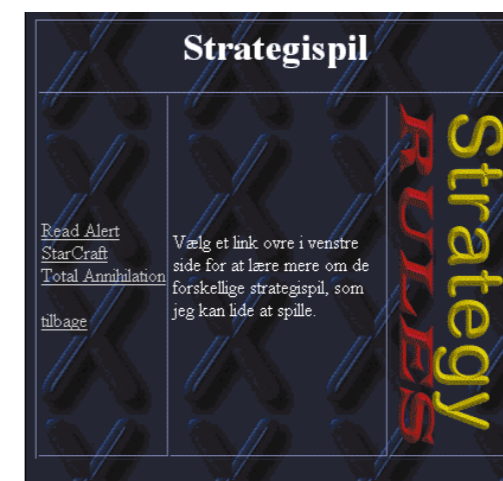 Strategispil
Read Alert
StarCraft
Total Annihilation
tilbage
Vælg et link ovre i venstre
side for at lære mere om de
forskellige strategispil, som
jeg kan lide at spille.
Strategy
RULES